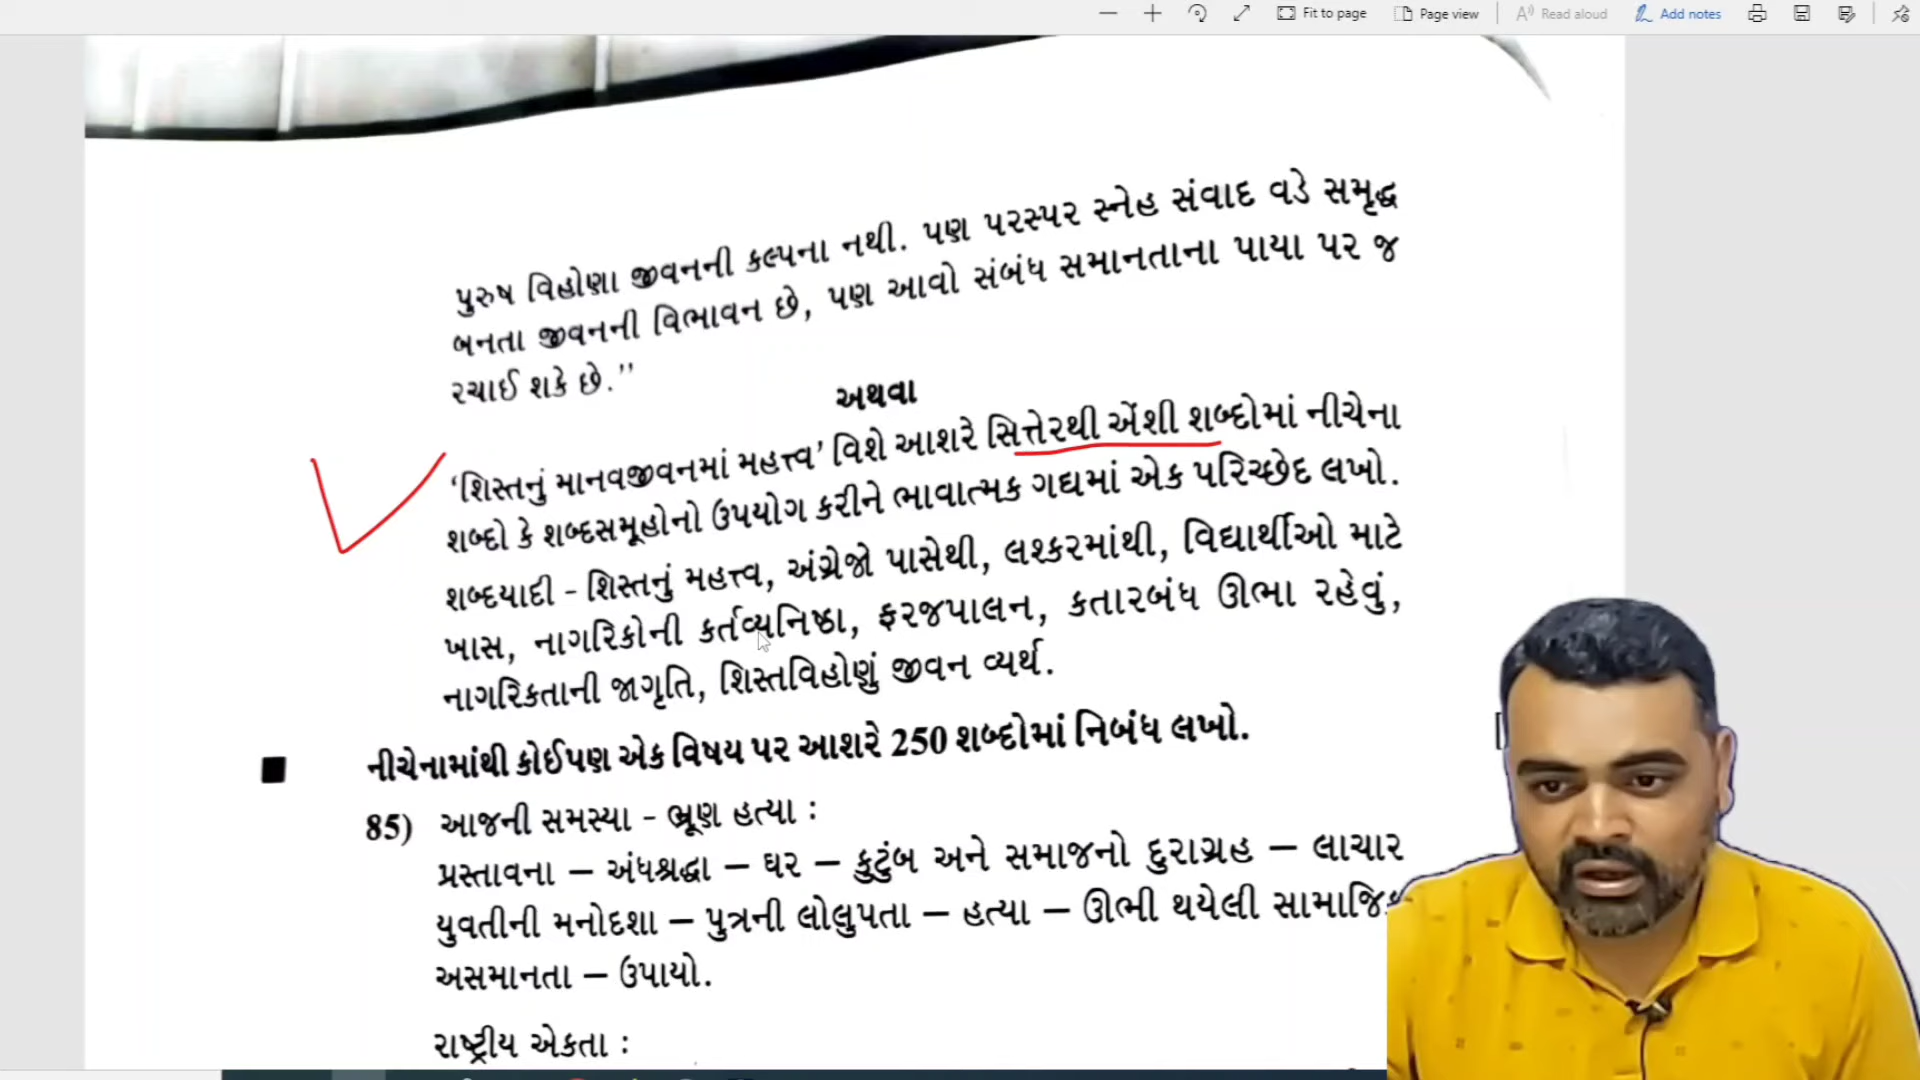 Fit to page
Page view
Read aloud
Add notes
પુરુષ વિહોણા જીવનની કલ્પના નથી. પણ પરસ્પર સ્નેહ સંવાદ વડે સમૃદ્ધ
બનતા જીવનની વિભાવન છે, પણ આવો સંબંધ સમાનતાના પાયા પર જ
રચાઈ શકે છે.”
અથવા
‘શિસ્તનું માનવજીવનમાં મહત્ત્વ’ વિશે આશરે સિત્તેરથી એંશી શબ્દોમાં નીચેના
શબ્દો કે શબ્દસમૂહોનો ઉપયોગ કરીને ભાવાત્મક ગદ્યમાં એક પરિચ્છેદ લખો.
શબ્દયાદી - શિસ્તનું મહત્ત્વ, અંગ્રેજો પાસેથી, લશ્કરમાંથી, વિદ્યાર્થીઓ માટે
ખાસ, નાગરિકોની કર્તવ્યનિષ્ઠા, ફરજપાલન, કતારબંધ ઊભા રહેવું,
નાગરિકતાની જાગૃતિ, શિસ્તવિહોણું જીવન વ્યર્થ.
■ નીચેનામાંથી કોઈપણ એક વિષય પર આશરે 250 શબ્દોમાં નિબંધ લખો.
85) આજની સમસ્યા - ભ્રૂણ હત્યા :
પ્રસ્તાવના – અંધશ્રદ્ધા – ઘર – કુટુંબ અને સમાજનો દુરાગ્રહ – લાચાર
યુવતીની મનોદશા – પુત્રની લોલુપતા – હત્યા – ઊભી થયેલી સામાજિક
અસમાનતા – ઉપાયો.
રાષ્ટ્રીય એકતા :